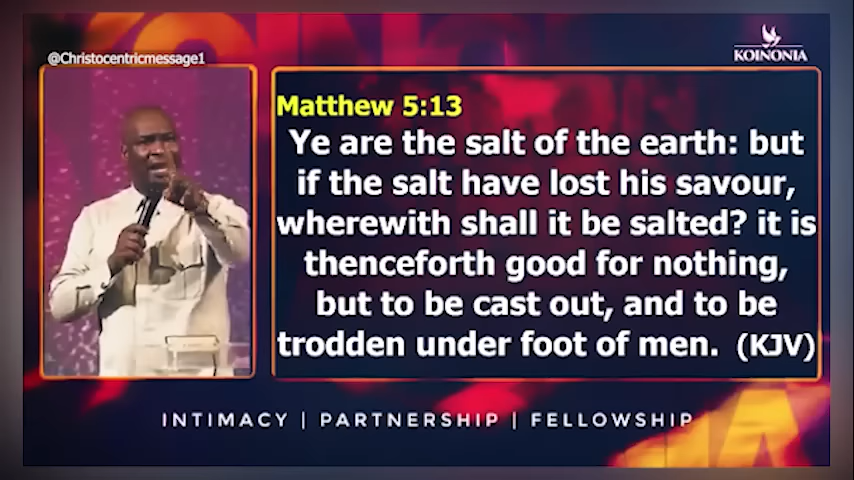 @Christocentricmessage1
KOINONIA
Matthew 5:13
Ye are the salt of the earth: but
if the salt have lost his savour,
wherewith shall it be salted? it is
thenceforth good for nothing,
but to be cast out, and to be
trodden under foot of men. (KJV)
INTIMACY | PARTNERSHIP | FELLOWSHIP